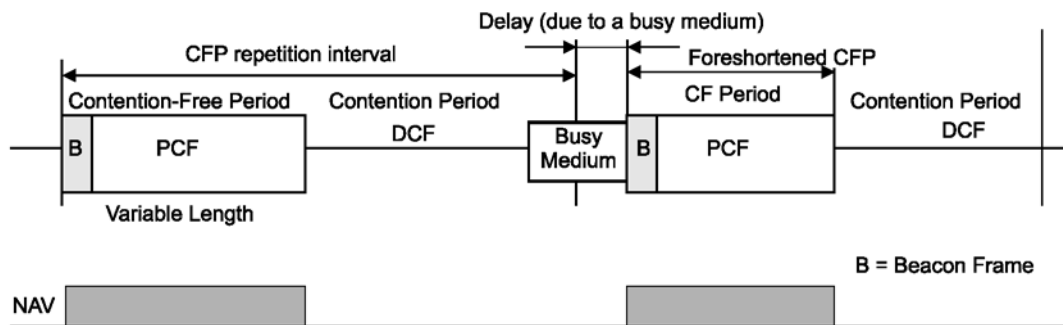 Delay (due to a busy medium)
CFP repetition interval
Foreshortened CFP
Contention-Free Period
Contention Period
CF Period
Contention Period
B
PCF
DCF
Busy
Medium
B
PCF
DCF
Variable Length
B = Beacon Frame
NAV